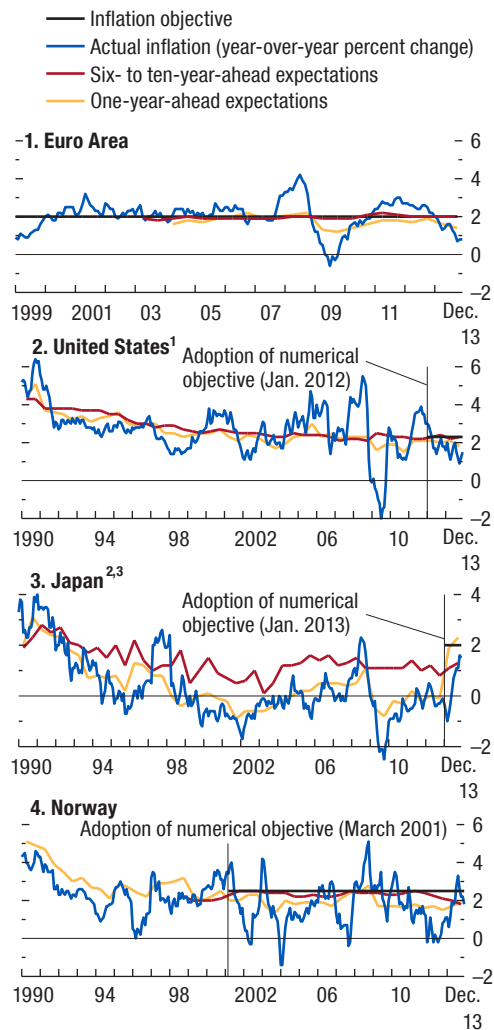 Inflation objective
Actual inflation (year-over-year percent change)
Six- to ten-year-ahead expectations
One-year-ahead expectations
1. Euro Area
6
4
2
0
–2
1999 2001 03 05 07 09 11 Dec.
13
2. United States¹
Adoption of numerical
objective (Jan. 2012)
6
4
2
0
–2
1990 94 98 2002 06 10 Dec.
13
3. Japan²,³
Adoption of numerical
objective (Jan. 2013)
4
2
0
–2
1990 94 98 2002 06 10 Dec.
13
4. Norway
Adoption of numerical objective (March 2001)
6
4
2
0
–2
1990 94 98 2002 06 10 Dec.
13